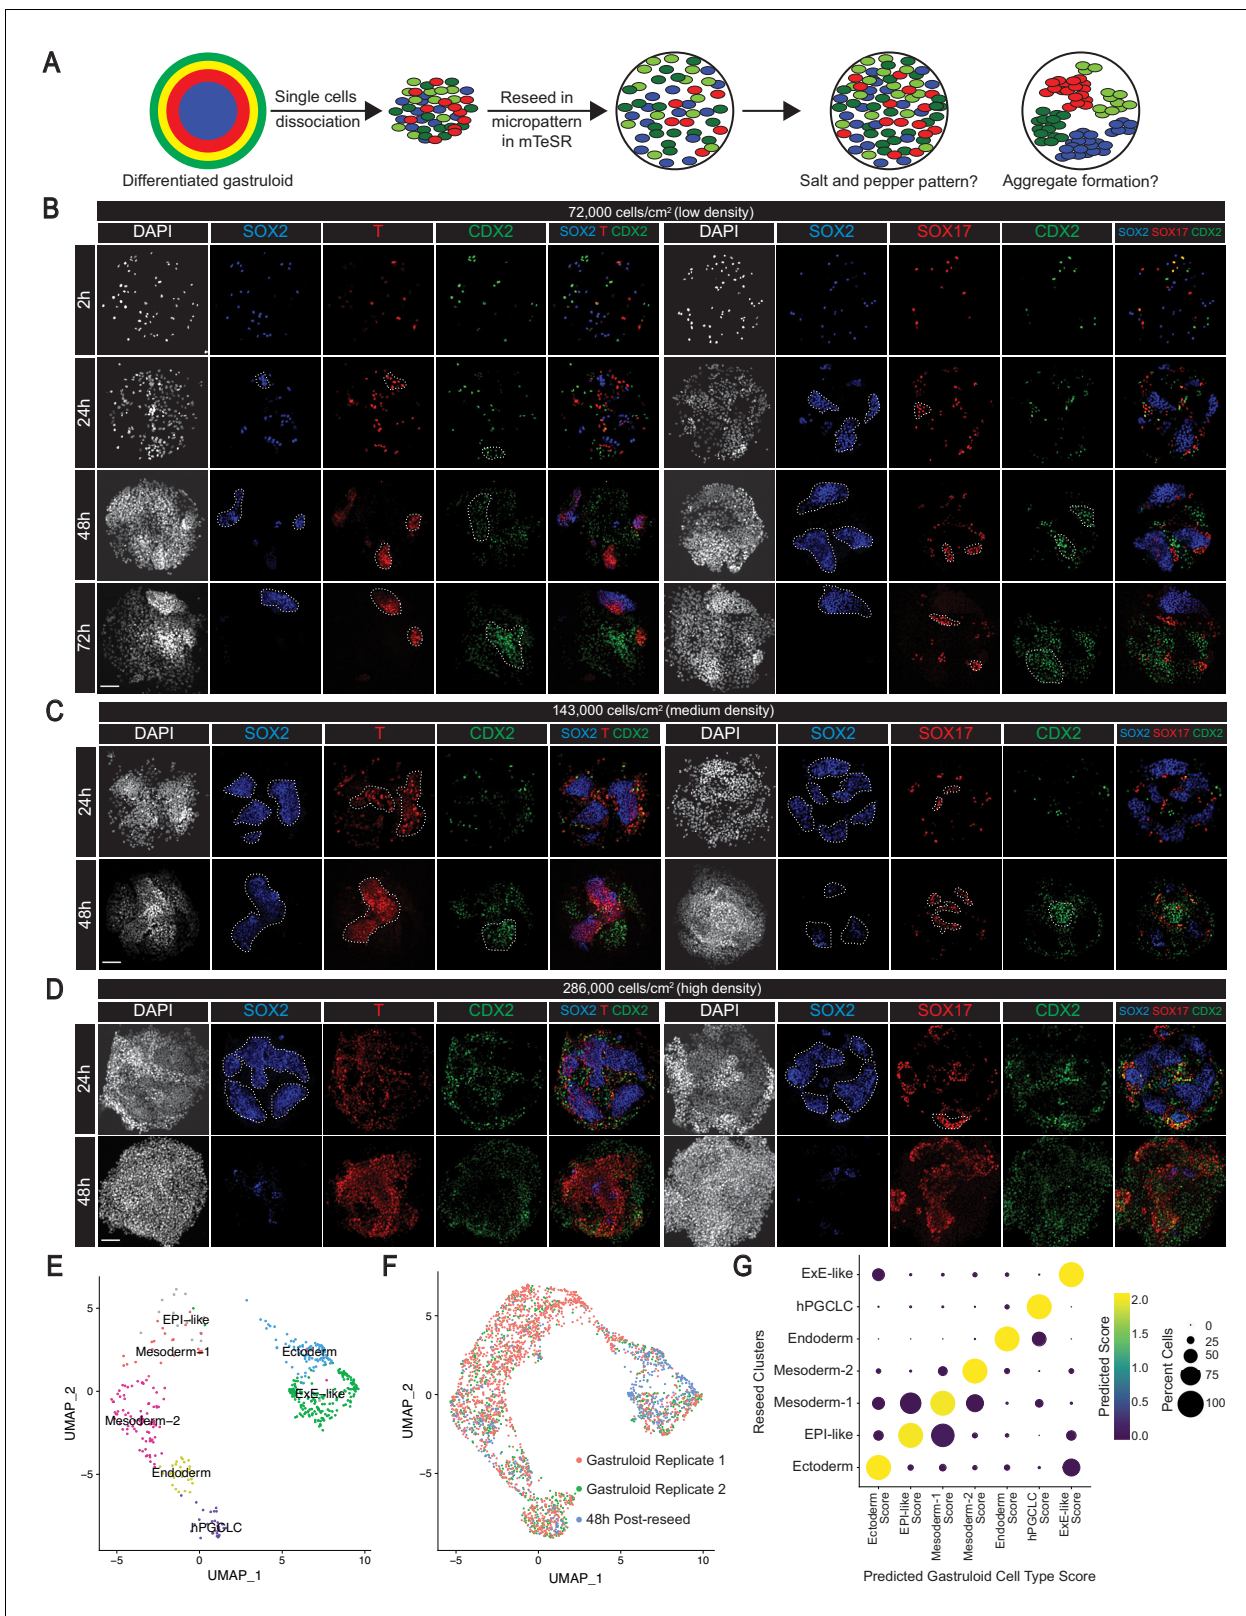 A
Single cells
dissociation
Reseed in
micropattern
in mTeSR
Differentiated gastruloid
Salt and pepper pattern?
Aggregate formation?
B
72,000 cells/cm² (low density)
DAPI SOX2 T CDX2 SOX2 T CDX2 DAPI SOX2 SOX17 CDX2 SOX2 SOX17 CDX2
2h
24h
48h
72h
C
143,000 cells/cm² (medium density)
DAPI SOX2 T CDX2 SOX2 T CDX2 DAPI SOX2 SOX17 CDX2 SOX2 SOX17 CDX2
24h
48h
D
286,000 cells/cm² (high density)
DAPI SOX2 T CDX2 SOX2 T CDX2 DAPI SOX2 SOX17 CDX2 SOX2 SOX17 CDX2
24h
48h
E
UMAP_2
5
0
−5
EPI−like
Mesoderm−1
Ectoderm
ExE−like
Mesoderm−2
Endoderm
hPGCLC
−5 0 5 10
UMAP_1
F
UMAP_2
5
0
−5
Gastruloid Replicate 1
Gastruloid Replicate 2
48h Post-reseed
−5 0 5 10
UMAP_1
G
Reseed Clusters
ExE−like
hPGCLC
Endoderm
Mesoderm−2
Mesoderm−1
EPI−like
Ectoderm
Ectoderm Score
EPI−like Score
Mesoderm−1 Score
Mesoderm−2 Score
Endoderm Score
hPGCLC Score
ExE−like Score
Predicted Gastruloid Cell Type Score
Predicted Score
2.0
1.5
1.0
0.5
0.0
Percent Cells
0
25
50
75
100